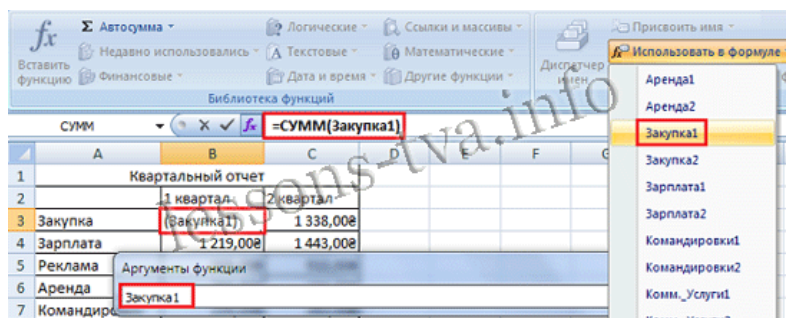 Σ Автосумма
Логические
Ссылки и массивы
Присвоить имя
Недавно использовались
Текстовые
Математические
Использовать в формуле
Вставить функцию
Финансовые
Дата и время
Другие функции
Диспетчер имен
Библиотека функций
СУММ
fx
=СУММ(Закупка1)
A B C D E F G
1 Квартальный отчет
2 1 квартал 2 квартал
3 Закупка (Закупка1) 1 338,00₴
4 Зарплата 1 219,00₴ 1 443,00₴
5 Реклама
6 Аренда
7
Аргументы функции
Закупка1
Аренда1
Аренда2
Закупка1
Закупка2
Зарплата1
Зарплата2
Командировки1
Командировки2
Комм._Услуги1
lessons-tva.info